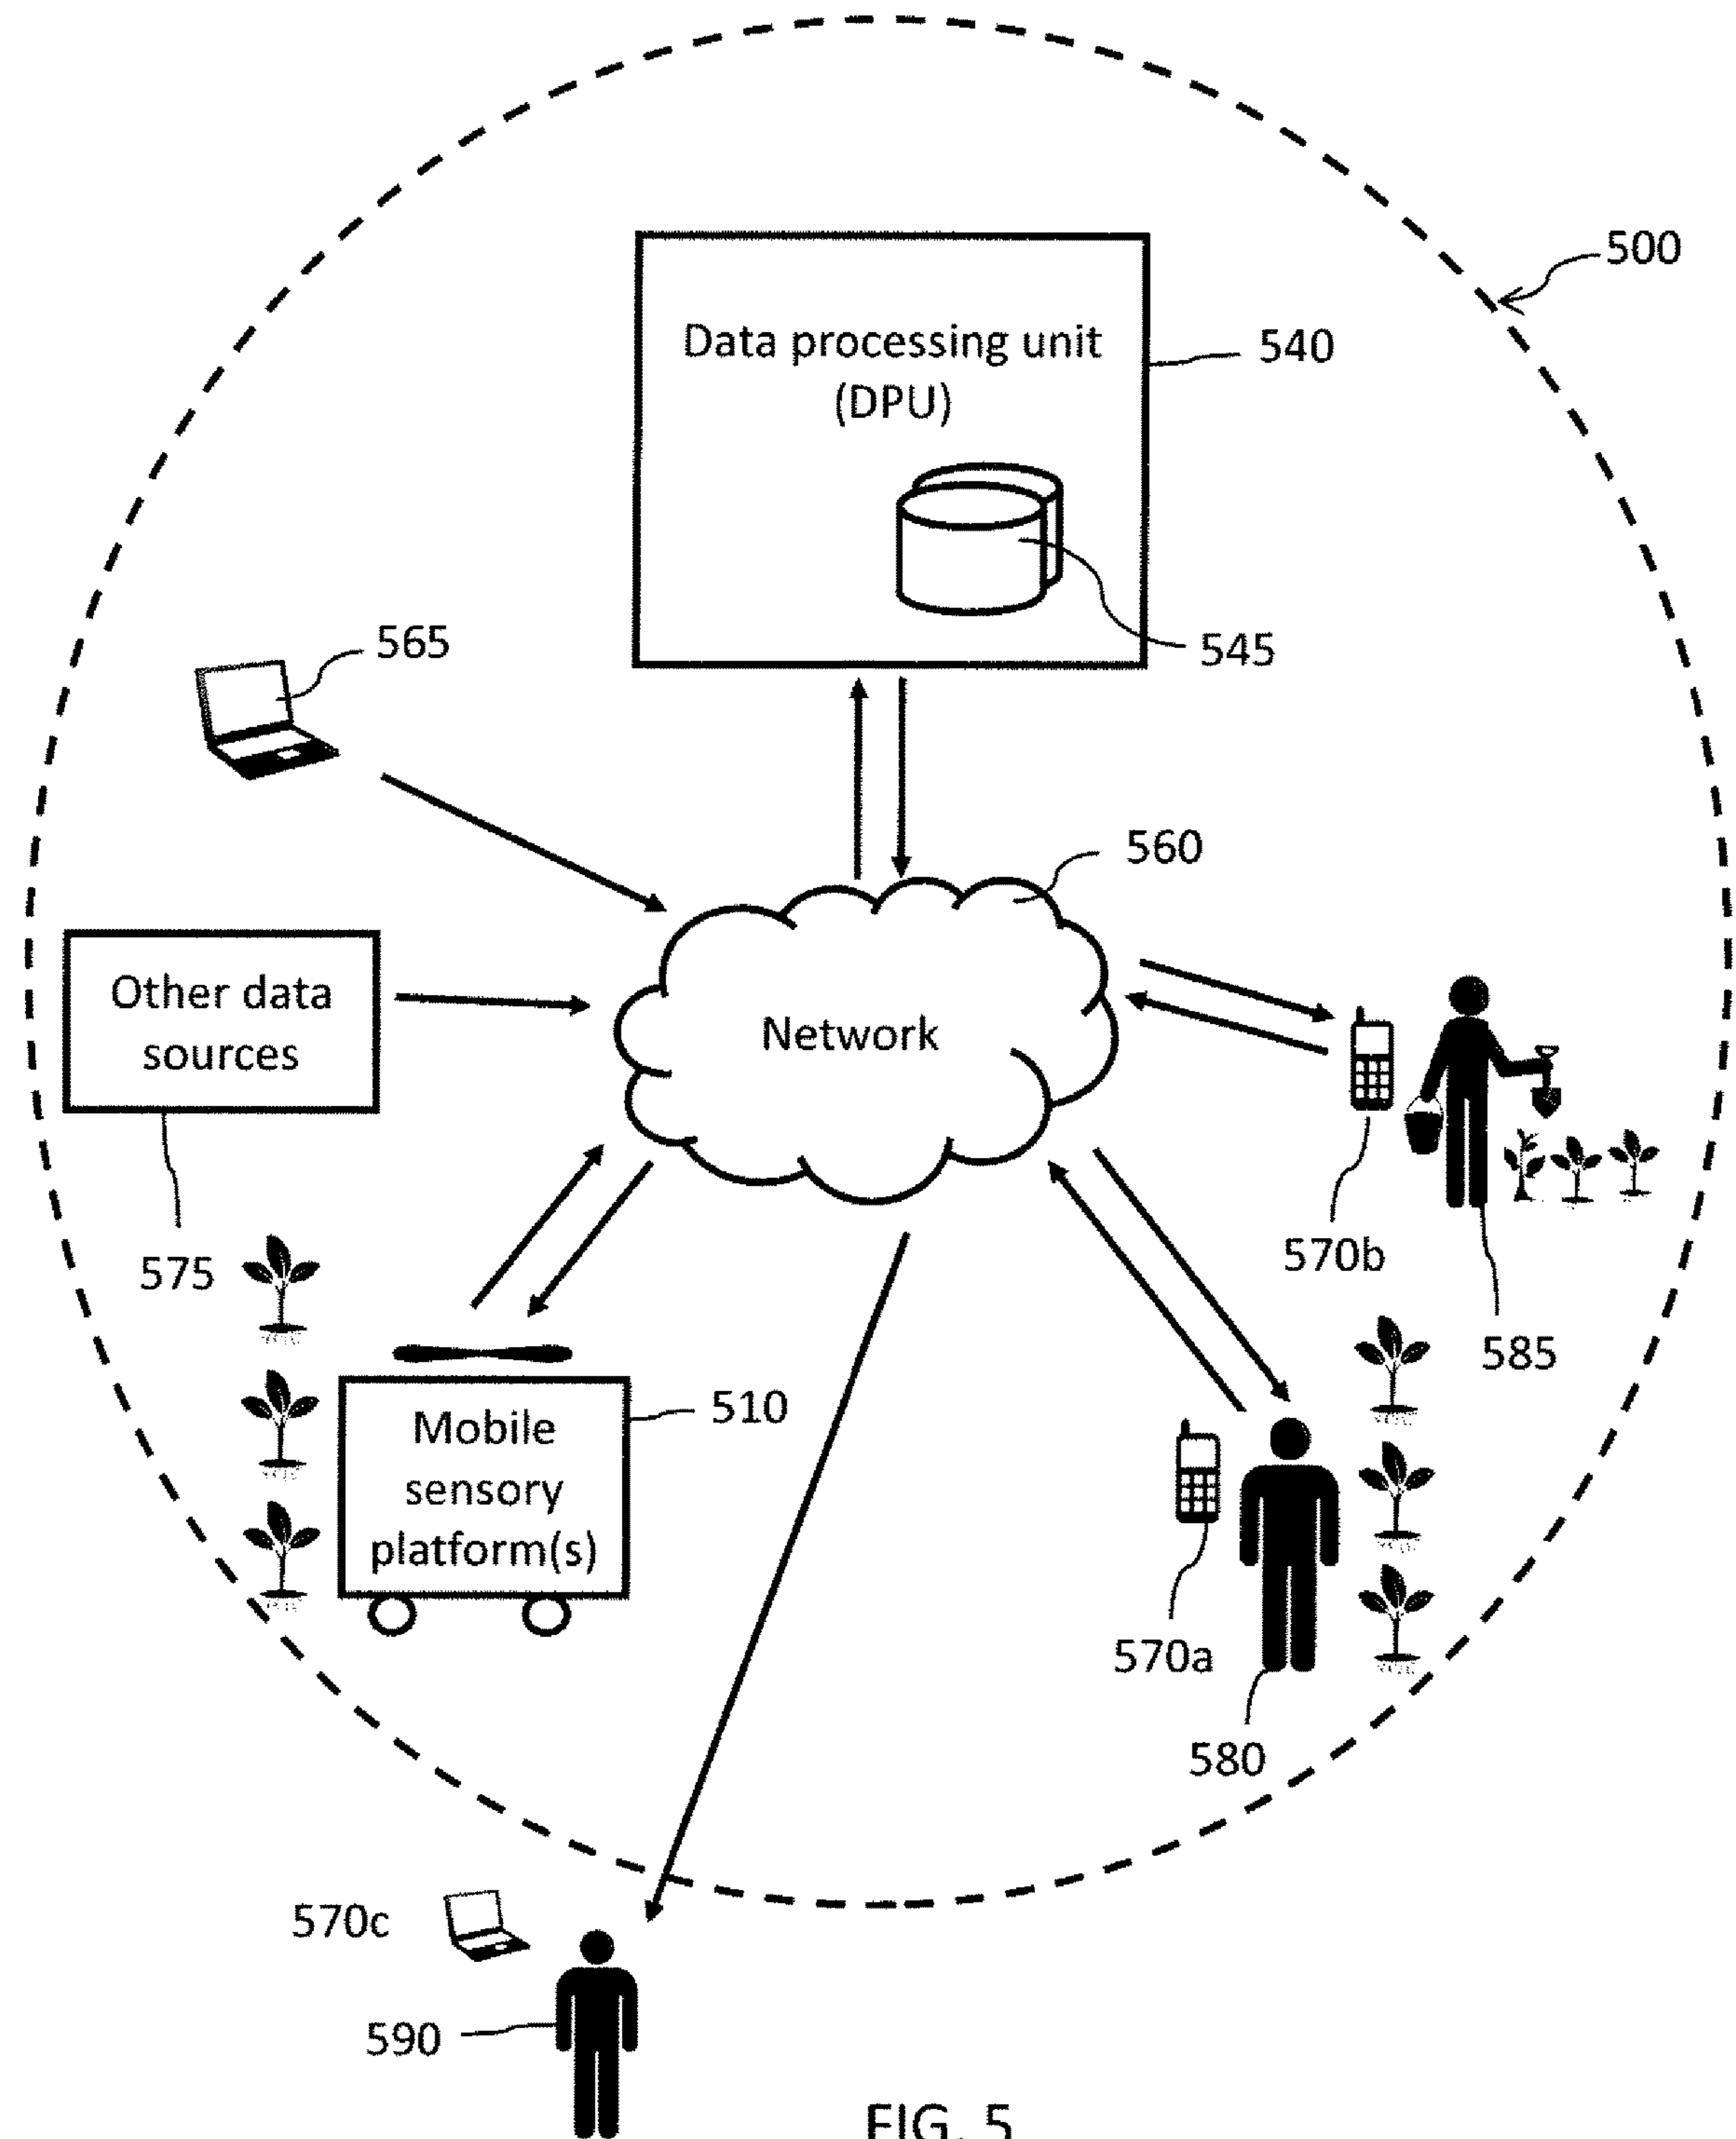 500
Data processing unit
(DPU)
540
545
565
560
Other data
sources
Network
575
570b
585
Mobile
sensory
platform(s)
510
570a
580
570c
590
FIG. 5